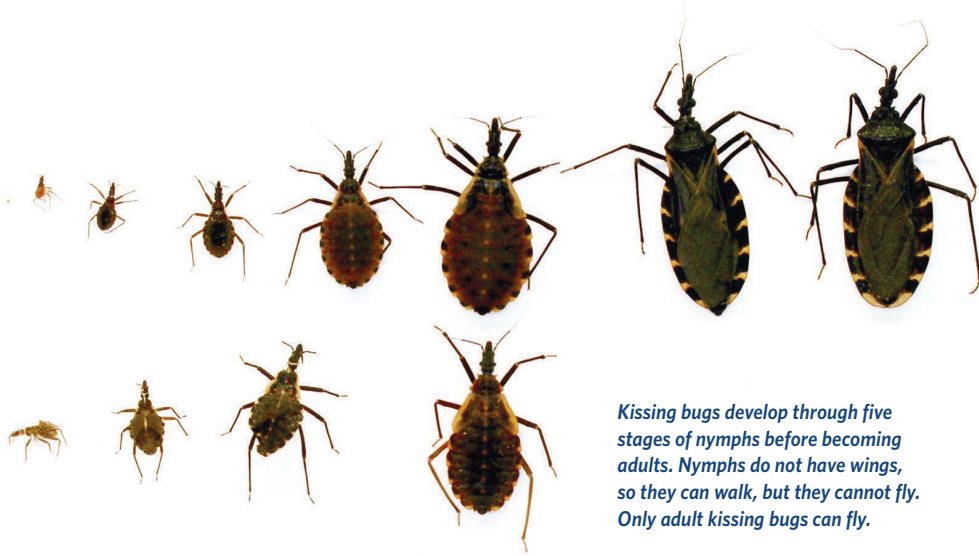 Kissing bugs develop through five
stages of nymphs before becoming
adults. Nymphs do not have wings,
so they can walk, but they cannot fly.
Only adult kissing bugs can fly.